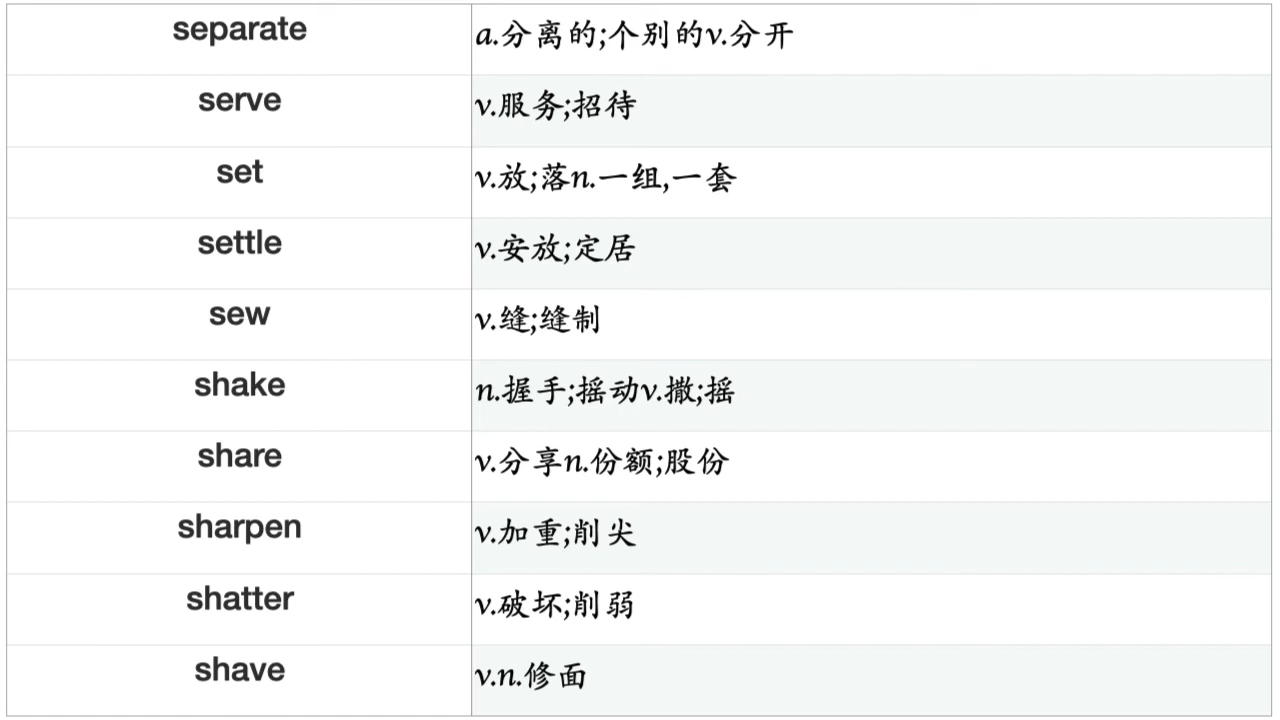 separate a.分离的;个别的v.分开
serve v.服务;招待
set v.放;落n.一组,一套
settle v.安放;定居
sew v.缝;缝制
shake n.握手;摇动v.撒;摇
share v.分享n.份额;股份
sharpen v.加重;削尖
shatter v.破坏;削弱
shave v.n.修面